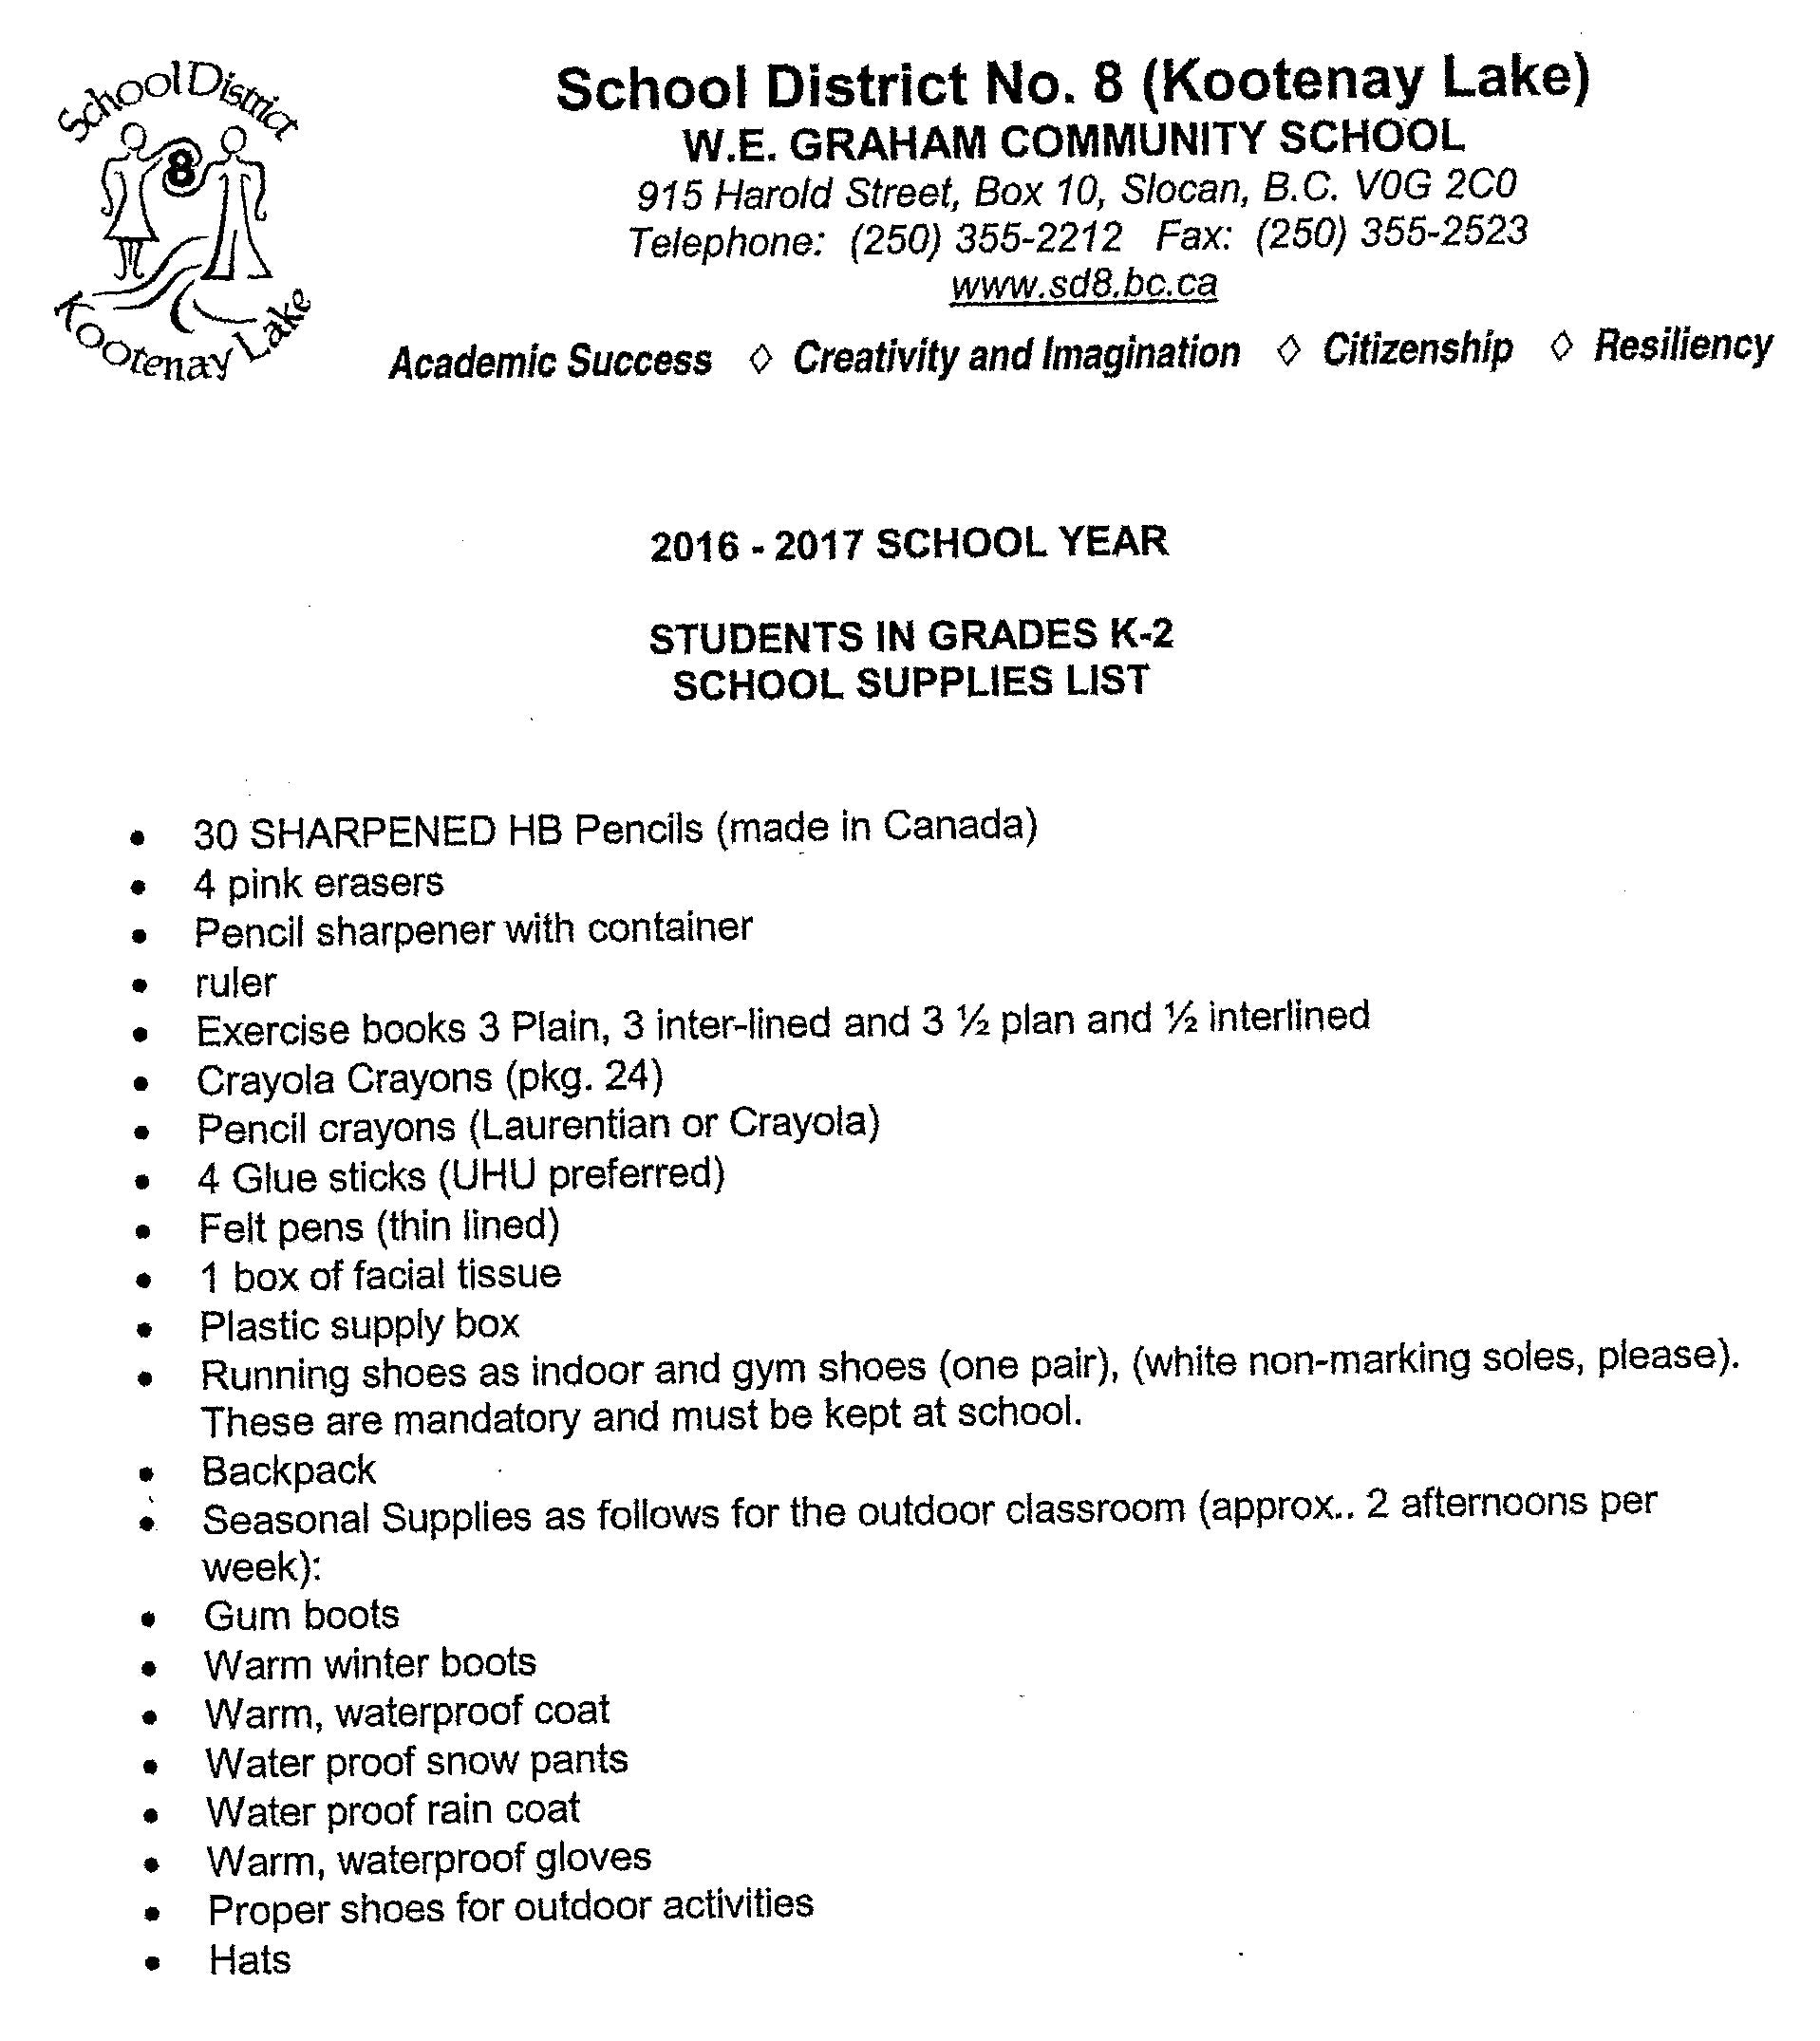 School District
8
Kootenay Lake
School District No. 8 (Kootenay Lake)
W.E. GRAHAM COMMUNITY SCHOOL
915 Harold Street, Box 10, Slocan, B.C. V0G 2C0
Telephone: (250) 355-2212 Fax: (250) 355-2523
www.sd8.bc.ca
Academic Success ◊ Creativity and Imagination ◊ Citizenship ◊ Resiliency
2016 - 2017 SCHOOL YEAR
STUDENTS IN GRADES K-2
SCHOOL SUPPLIES LIST
• 30 SHARPENED HB Pencils (made in Canada)
• 4 pink erasers
• Pencil sharpener with container
• ruler
• Exercise books 3 Plain, 3 inter-lined and 3 ½ plan and ½ interlined
• Crayola Crayons (pkg. 24)
• Pencil crayons (Laurentian or Crayola)
• 4 Glue sticks (UHU preferred)
• Felt pens (thin lined)
• 1 box of facial tissue
• Plastic supply box
• Running shoes as indoor and gym shoes (one pair), (white non-marking soles, please).
These are mandatory and must be kept at school.
• Backpack
• Seasonal Supplies as follows for the outdoor classroom (approx.. 2 afternoons per
week):
• Gum boots
• Warm winter boots
• Warm, waterproof coat
• Water proof snow pants
• Water proof rain coat
• Warm, waterproof gloves
• Proper shoes for outdoor activities
• Hats